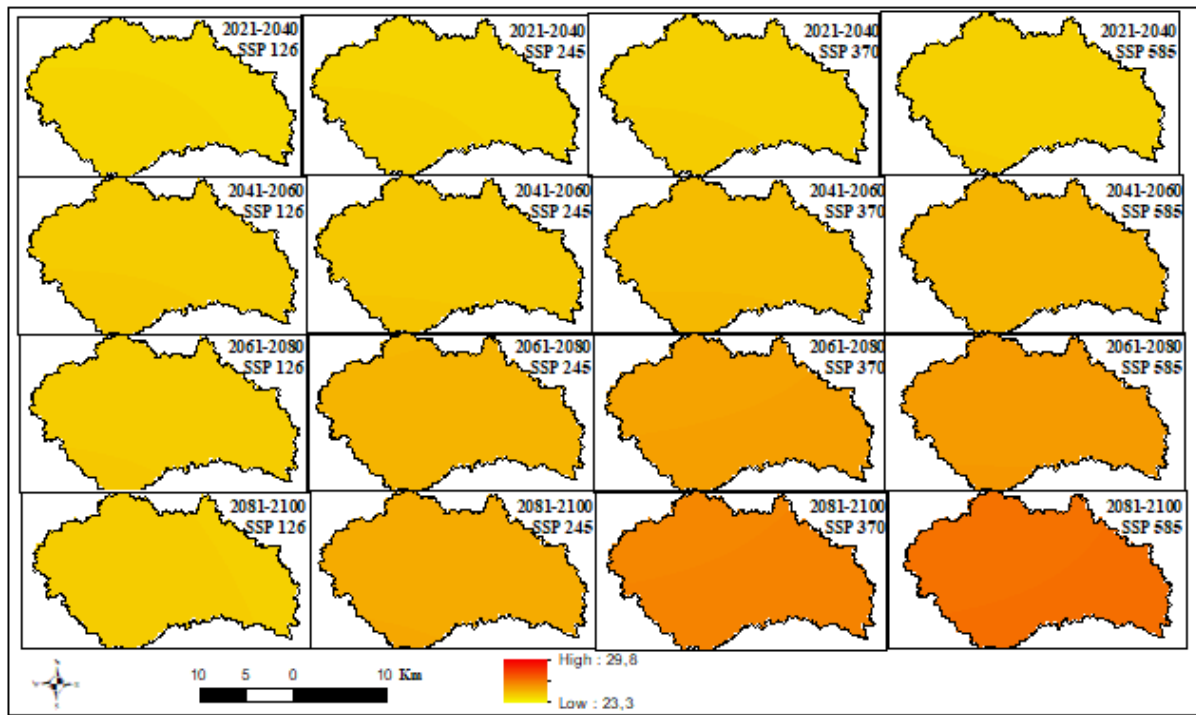 2021-2040
SSP 126
2021-2040
SSP 245
2021-2040
SSP 370
2021-2040
SSP 585
2041-2060
SSP 126
2041-2060
SSP 245
2041-2060
SSP 370
2041-2060
SSP 585
2061-2080
SSP 126
2061-2080
SSP 245
2061-2080
SSP 370
2061-2080
SSP 585
2081-2100
SSP 126
2081-2100
SSP 245
2081-2100
SSP 370
2081-2100
SSP 585
10 5 0 10 Km
High : 29,8
Low : 23,3